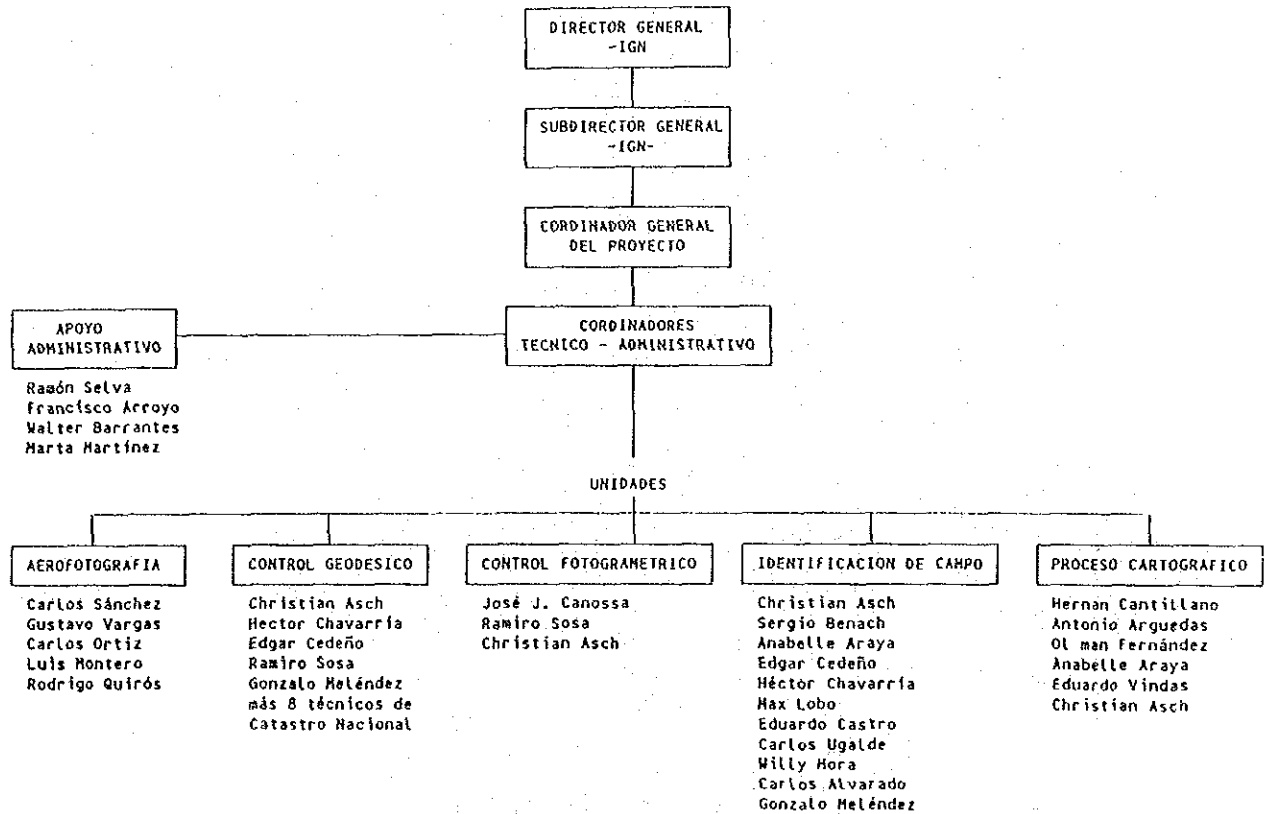 DIRECTOR GENERAL
-IGN
SUBDIRECTOR GENERAL
-IGN-
CORDINADOR GENERAL
DEL PROYECTO
APOYO
ADMINISTRATIVO
CORDINADORES
TECNICO - ADMINISTRATIVO
Ramón Selva
Francisco Arroyo
Walter Barrantes
Marta Martínez
UNIDADES
AEROFOTOGRAFIA
Carlos Sánchez
Gustavo Vargas
Carlos Ortiz
Luis Montero
Rodrigo Quirós
CONTROL GEODESICO
Christian Asch
Hector Chavarría
Edgar Cedeño
Ramiro Sosa
Gonzalo Meléndez
más 8 técnicos de
Catastro Nacional
CONTROL FOTOGRAMETRICO
José J. Canossa
Ramiro Sosa
Christian Asch
IDENTIFICACION DE CAMPO
Christian Asch
Sergio Benach
Anabelle Araya
Edgar Cedeño
Héctor Chavarría
Max Lobo
Eduardo Castro
Carlos Ugalde
Willy Mora
Carlos Alvarado
Gonzalo Meléndez
PROCESO CARTOGRAFICO
Hernan Cantillano
Antonio Arguedas
Ol man Fernández
Anabelle Araya
Eduardo Vindas
Christian Asch